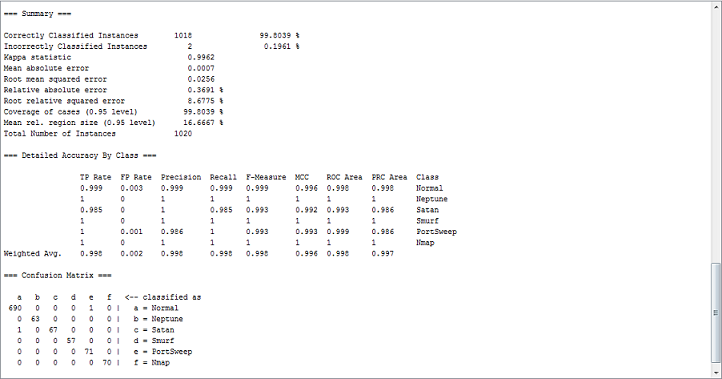 === Summary ===
Correctly Classified Instances 1018 99.8039 %
Incorrectly Classified Instances 2 0.1961 %
Kappa statistic 0.9962
Mean absolute error 0.0007
Root mean squared error 0.0256
Relative absolute error 0.3691 %
Root relative squared error 8.6775 %
Coverage of cases (0.95 level) 99.8039 %
Mean rel. region size (0.95 level) 16.6667 %
Total Number of Instances 1020
=== Detailed Accuracy By Class ===
TP Rate FP Rate Precision Recall F-Measure MCC ROC Area PRC Area Class
0.999 0.003 0.999 0.999 0.999 0.996 0.998 0.998 Normal
1 0 1 1 1 1 1 1 Neptune
0.985 0 1 0.985 0.993 0.992 0.993 0.986 Satan
1 0 1 1 1 1 1 1 Smurf
1 0.001 0.986 1 0.993 0.993 0.999 0.986 PortSweep
1 0 1 1 1 1 1 1 Nmap
Weighted Avg. 0.998 0.002 0.998 0.998 0.998 0.996 0.998 0.997
=== Confusion Matrix ===
a b c d e f <-- classified as
690 0 0 0 1 0 | a = Normal
0 63 0 0 0 0 | b = Neptune
1 0 67 0 0 0 | c = Satan
0 0 0 57 0 0 | d = Smurf
0 0 0 0 71 0 | e = PortSweep
0 0 0 0 0 70 | f = Nmap